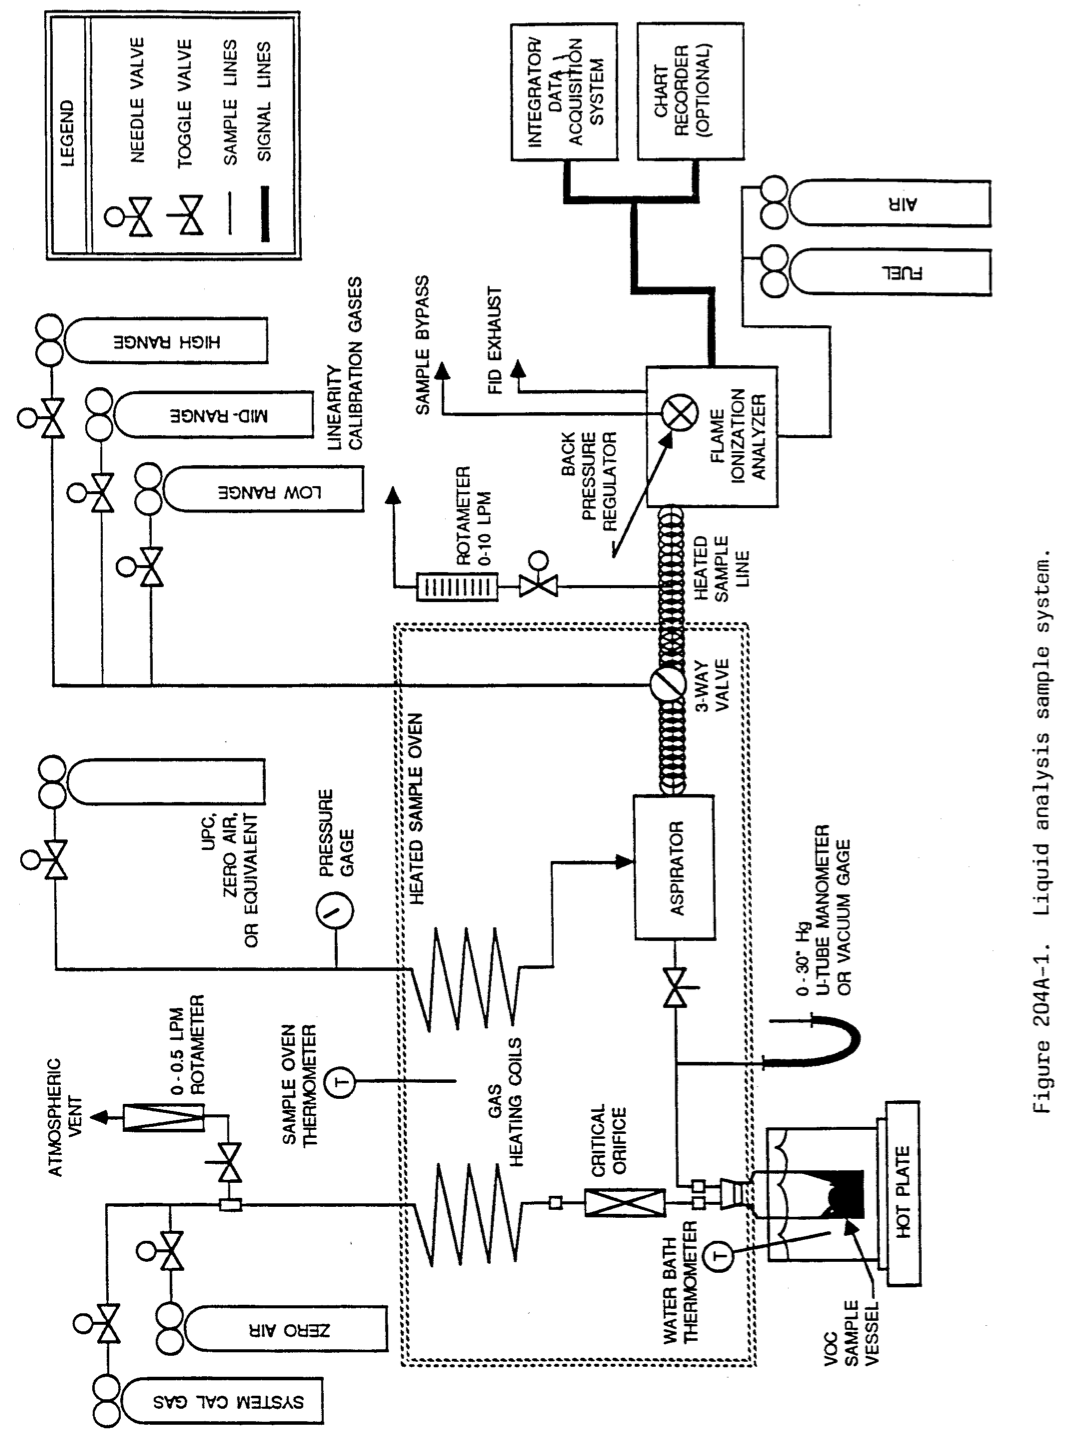 LEGEND
NEEDLE VALVE
TOGGLE VALVE
SAMPLE LINES
SIGNAL LINES
INTEGRATOR/
DATA
ACQUISITION
SYSTEM
CHART
RECORDER
(OPTIONAL)
AIR
FUEL
HIGH RANGE
MID-RANGE
LOW RANGE
LINEARITY
CALIBRATION GASES
SAMPLE BYPASS
FID EXHAUST
ROTAMETER
0-10 LPM
BACK
PRESSURE
REGULATOR
FLAME
IONIZATION
ANALYZER
HEATED
SAMPLE
LINE
3-WAY
VALVE
UPC,
ZERO AIR,
OR EQUIVALENT
PRESSURE
GAGE
HEATED SAMPLE OVEN
ASPIRATOR
0-30" Hg
U-TUBE MANOMETER
OR VACUUM GAGE
ATMOSPHERIC
VENT
0-0.5 LPM
ROTAMETER
SAMPLE OVEN
THERMOMETER
T
GAS
HEATING COILS
CRITICAL
ORIFICE
WATER BATH
THERMOMETER
T
HOT PLATE
VOC
SAMPLE
VESSEL
ZERO AIR
SYSTEM CAL GAS
Figure 204A-1. Liquid analysis sample system.